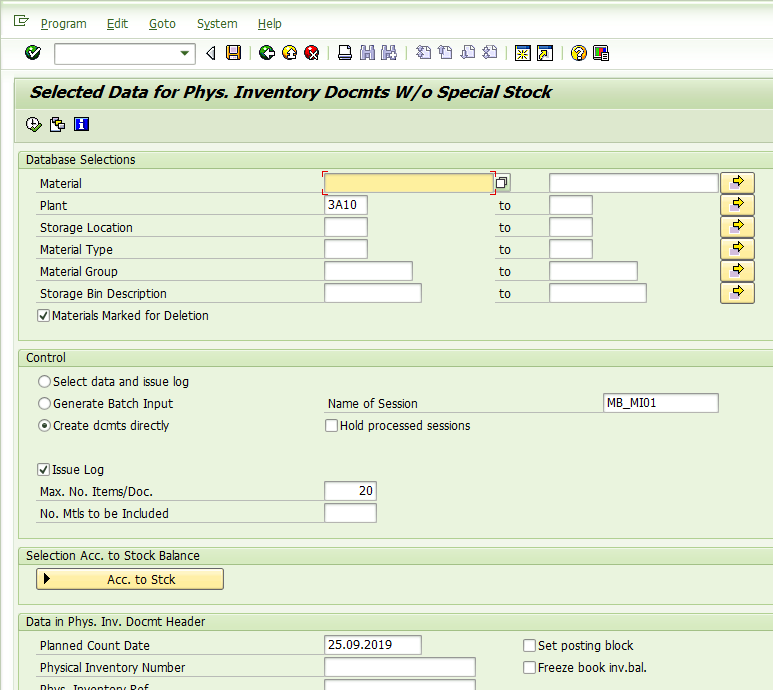 Program Edit Goto System Help
Selected Data for Phys. Inventory Docmts W/o Special Stock
Database Selections
Material
Plant 3A10 to
Storage Location to
Material Type to
Material Group to
Storage Bin Description to
Materials Marked for Deletion
Control
Select data and issue log
Generate Batch Input Name of Session MB_MI01
Create dcmts directly Hold processed sessions
Issue Log
Max. No. Items/Doc. 20
No. Mtls to be Included
Selection Acc. to Stock Balance
Acc. to Stck
Data in Phys. Inv. Docmt Header
Planned Count Date 25.09.2019 Set posting block
Physical Inventory Number Freeze book inv.bal.
Phys. Inventory Ref.